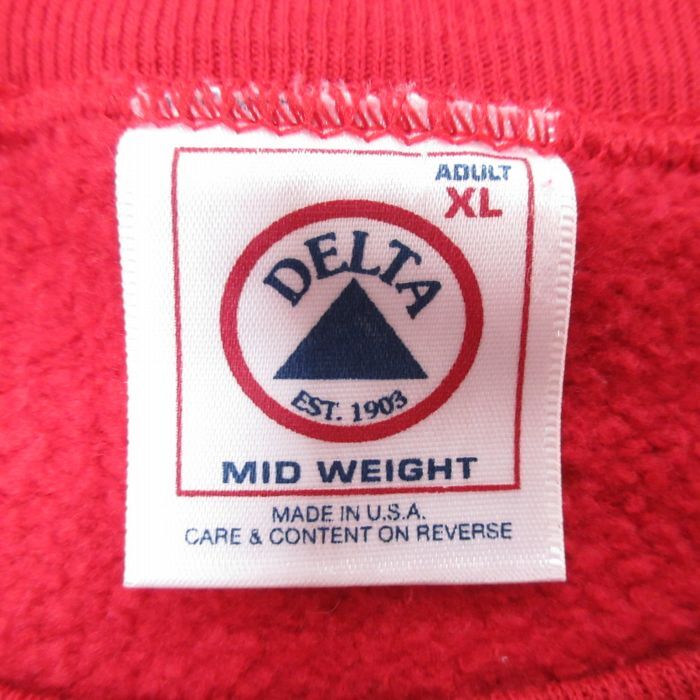 ADULT
XL
DELTA
EST. 1903
MID WEIGHT
MADE IN U.S.A.
CARE & CONTENT ON REVERSE